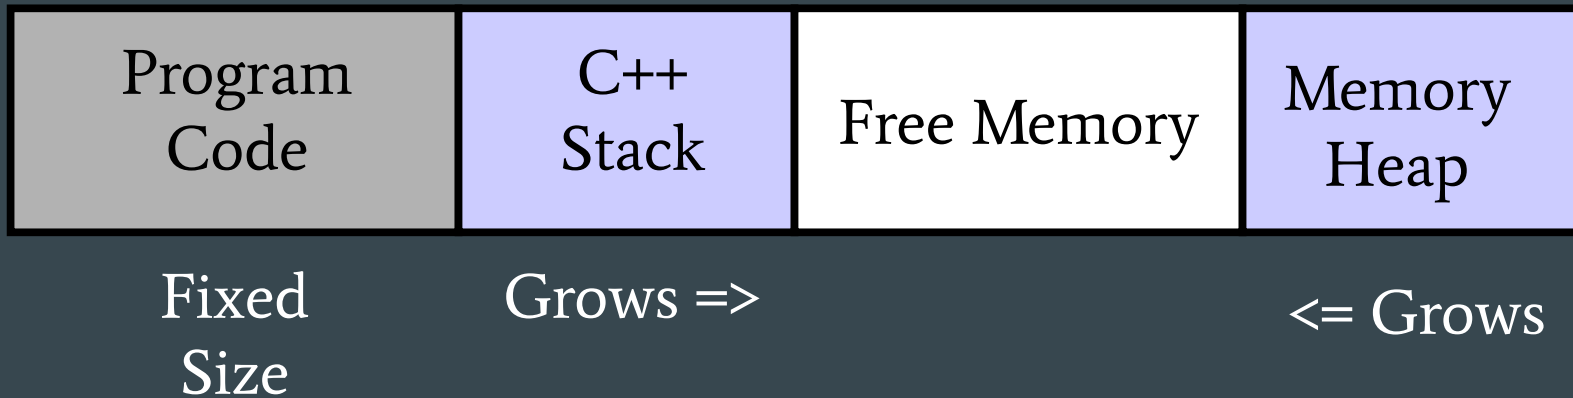 Program
Code
C++
Stack
Free Memory
Memory
Heap
Fixed
Size
Grows =>
<= Grows